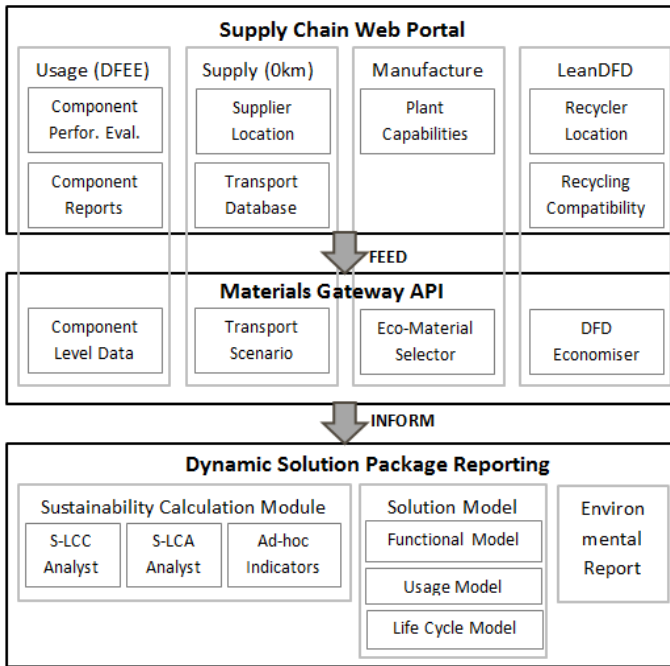 Supply Chain Web Portal
Usage (DFEE)
Component
Perfor. Eval.
Component
Reports
Supply (0km)
Supplier
Location
Transport
Database
Manufacture
Plant
Capabilities
LeanDFD
Recycler
Location
Recycling
Compatibility
FEED
Materials Gateway API
Component
Level Data
Transport
Scenario
Eco-Material
Selector
DFD
Economiser
INFORM
Dynamic Solution Package Reporting
Sustainability Calculation Module
S-LCC
Analyst
S-LCA
Analyst
Ad-hoc
Indicators
Solution Model
Functional Model
Usage Model
Life Cycle Model
Environ
mental
Report